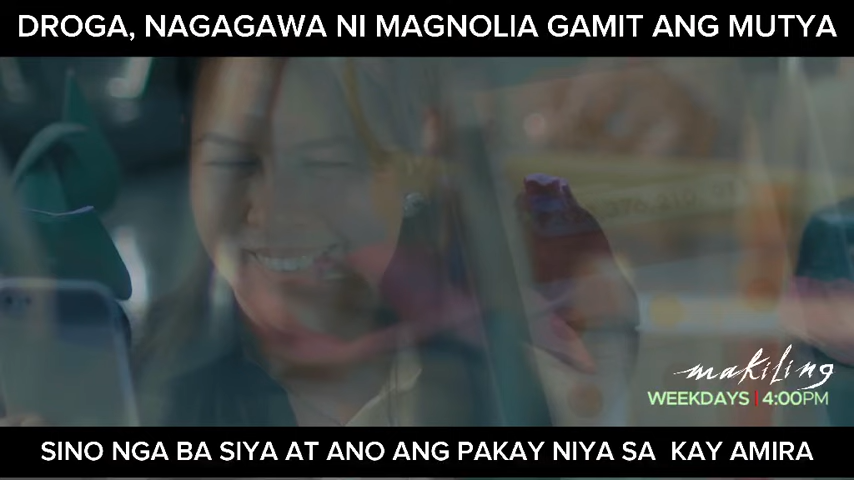 DROGA, NAGAGAWA NI MAGNOLIA GAMIT ANG MUTYA
makiling
WEEKDAYS | 4:00PM
SINO NGA BA SIYA AT ANO ANG PAKAY NIYA SA KAY AMIRA